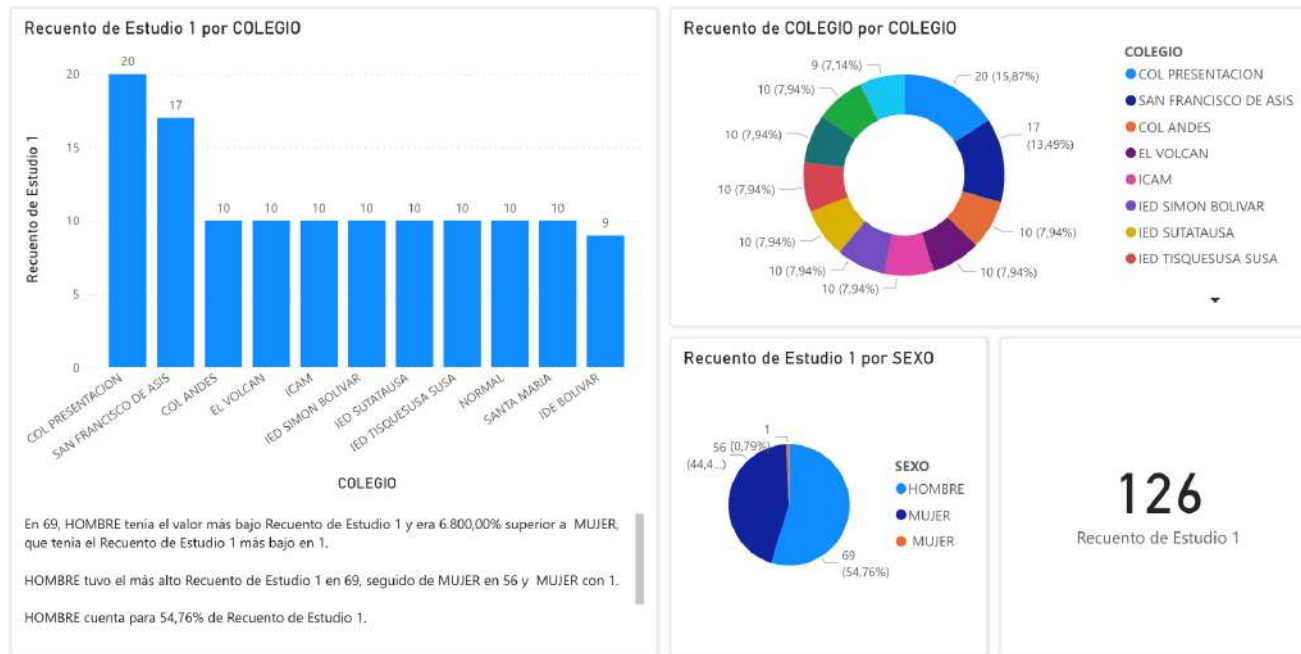 Recuento de Estudio 1 por COLEGIO
Recuento de Estudio 1
20
15
10
5
0
20
17
10
10
10
10
10
10
10
10
9
COL PRESENTACION
SAN FRANCISCO DE ASIS
COL ANDES
EL VOLCAN
ICAM
IED SIMON BOLIVAR
IED SUTATAUSA
IED TISQUESUSA SUSA
NORMAL
SANTA MARIA
IDE BOLIVAR
COLEGIO
En 69, HOMBRE tenía el valor más bajo Recuento de Estudio 1 y era 6.800,00% superior a  MUJER,
que tenía el Recuento de Estudio 1 más bajo en 1.
HOMBRE tuvo el más alto Recuento de Estudio 1 en 69, seguido de MUJER en 56 y  MUJER con 1.
HOMBRE cuenta para 54,76% de Recuento de Estudio 1.
Recuento de COLEGIO por COLEGIO
20 (15,87%)
17
(13,49%)
10 (7,94%)
10 (7,94%)
10 (7,94%)
10 (7,94%)
10 (7,94%)
10 (7,94%)
10 (7,94%)
10 (7,94%)
9 (7,14%)
COLEGIO
COL PRESENTACION
SAN FRANCISCO DE ASIS
COL ANDES
EL VOLCAN
ICAM
IED SIMON BOLIVAR
IED SUTATAUSA
IED TISQUESUSA SUSA
Recuento de Estudio 1 por SEXO
1
(0,79%)
56
(44,4...)
69
(54,76%)
SEXO
HOMBRE
MUJER
MUJER
126
Recuento de Estudio 1